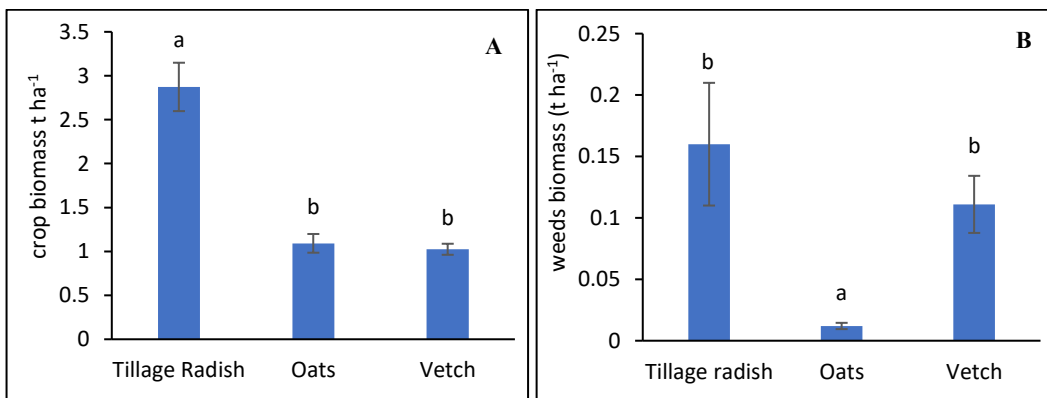 A
crop biomass t ha⁻¹
3.5
3
2.5
2
1.5
1
0.5
0
a
b
b
Tillage Radish
Oats
Vetch
B
weeds biomass (t ha⁻¹)
0.25
0.2
0.15
0.1
0.05
0
b
a
b
Tillage radish
Oats
Vetch